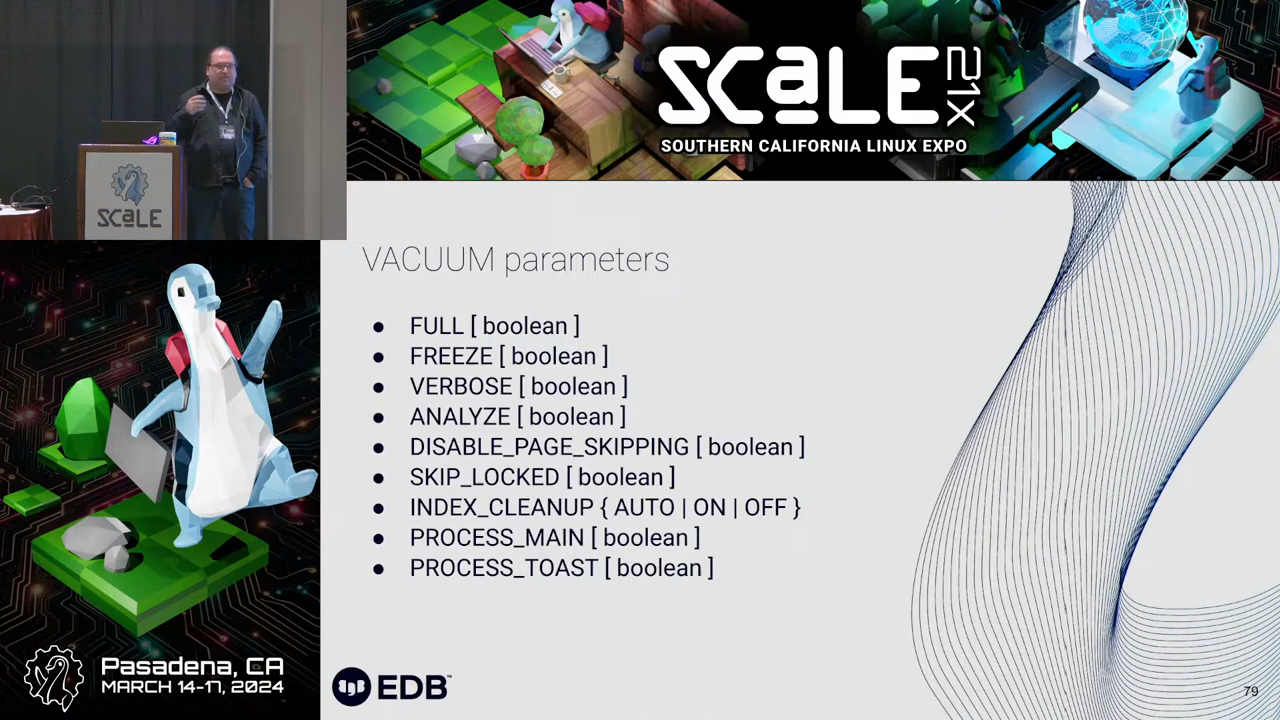 SCALE 21X
SOUTHERN CALIFORNIA LINUX EXPO
SCALE
VACUUM parameters
● FULL [ boolean ]
● FREEZE [ boolean ]
● VERBOSE [ boolean ]
● ANALYZE [ boolean ]
● DISABLE_PAGE_SKIPPING [ boolean ]
● SKIP_LOCKED [ boolean ]
● INDEX_CLEANUP { AUTO | ON | OFF }
● PROCESS_MAIN [ boolean ]
● PROCESS_TOAST [ boolean ]
Pasadena, CA
MARCH 14-17, 2024
EDB™
79